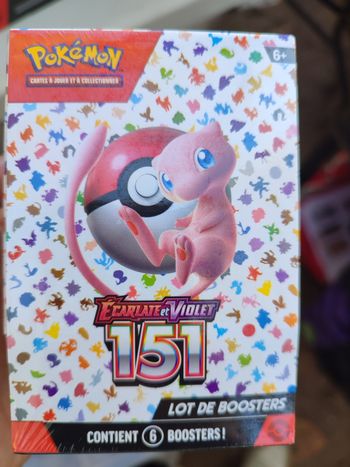 POKÉMON
CARTES À JOUER ET À COLLECTIONNER
6+
ÉCARLATE ET VIOLET
151
LOT DE BOOSTERS
CONTIENT 6 BOOSTERS!